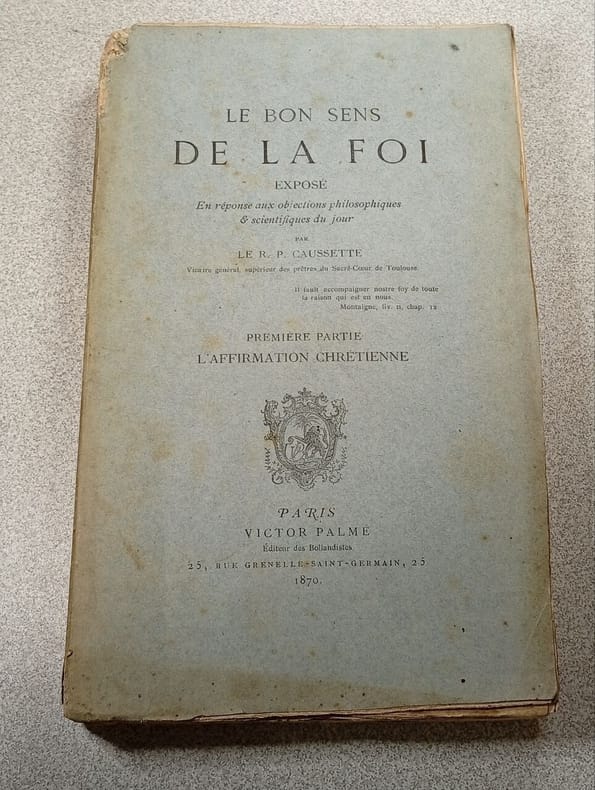 LE BON SENS
DE LA FOI
EXPOSÉ
En réponse aux objections philosophiques
& scientifiques du jour
PAR
LE R. P. CAUSSETTE
Vicaire général, supérieur des prêtres du Sacré-Cœur de Toulouse.
Il fault accompaigner nostre foy de toute
la raison qui est en nous.
Montaigne, liv. II, chap. 12
PREMIÈRE PARTIE
L'AFFIRMATION CHRÉTIENNE
PARIS
VICTOR PALMÉ
Éditeur des Bollandistes
25, RUE GRENELLE-SAINT-GERMAIN, 25
1870.